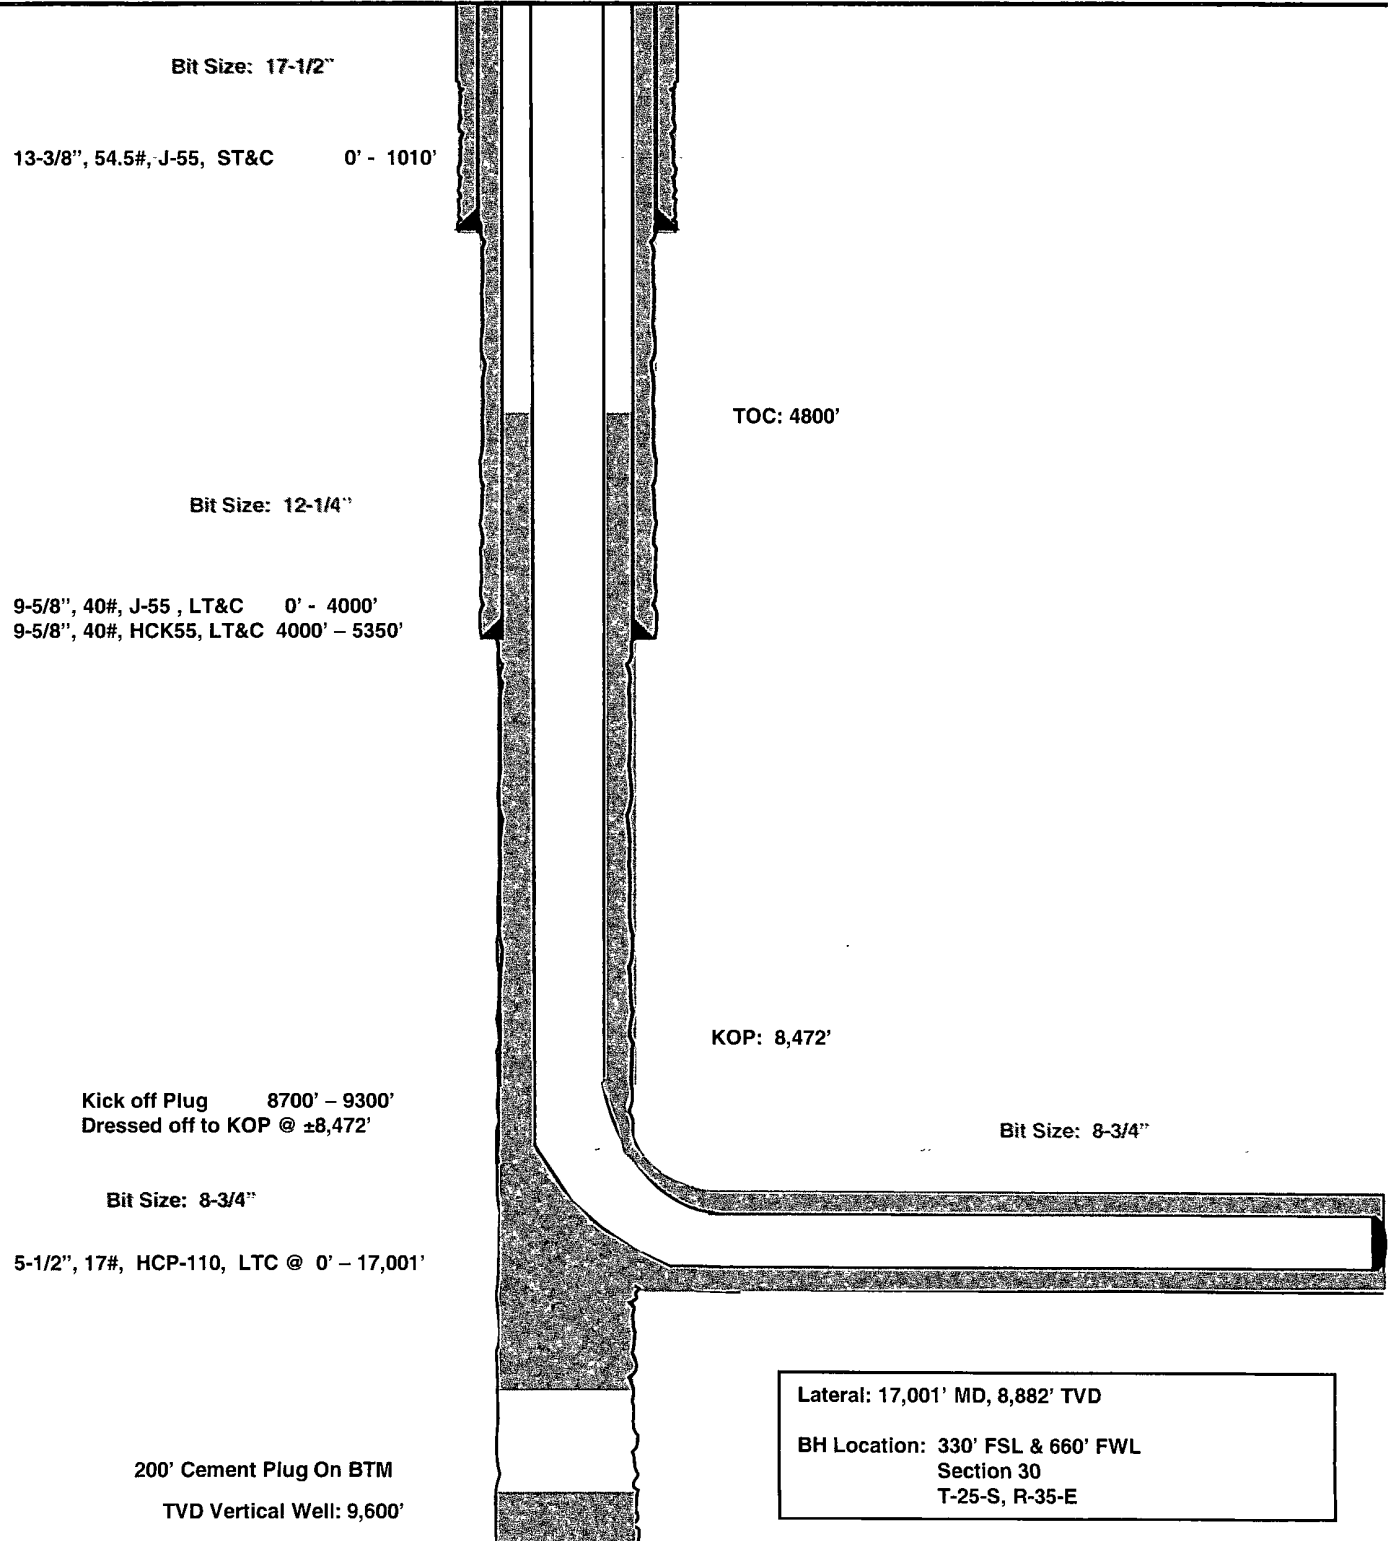 Bit Size: 17-1/2"
13-3/8", 54.5#, J-55, ST&C 0' - 1010'
TOC: 4800'
Bit Size: 12-1/4"
9-5/8", 40#, J-55 , LT&C 0' - 4000'
9-5/8", 40#, HCK55, LT&C 4000' – 5350'
KOP: 8,472'
Kick off Plug 8700' – 9300'
Dressed off to KOP @ ±8,472'
Bit Size: 8-3/4"
Bit Size: 8-3/4"
5-1/2", 17#, HCP-110, LTC @ 0' – 17,001'
Lateral: 17,001' MD, 8,882' TVD
BH Location: 330' FSL & 660' FWL
Section 30
T-25-S, R-35-E
200' Cement Plug On BTM
TVD Vertical Well: 9,600'